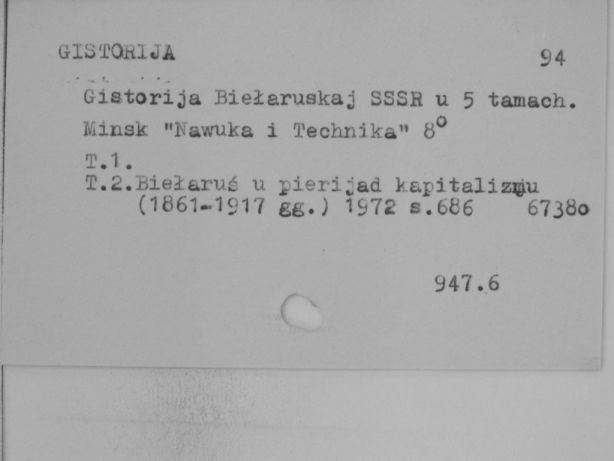 GISTORIJA 94
Gistorija Biełaruskaj SSSR u 5 tamach.
Minsk "Nawuka i Technika" 8°
T.1.
T.2.Biełaruś u pierijad kapitalizmu
(1861-1917 gg.) 1972 s.686 67380
947.6